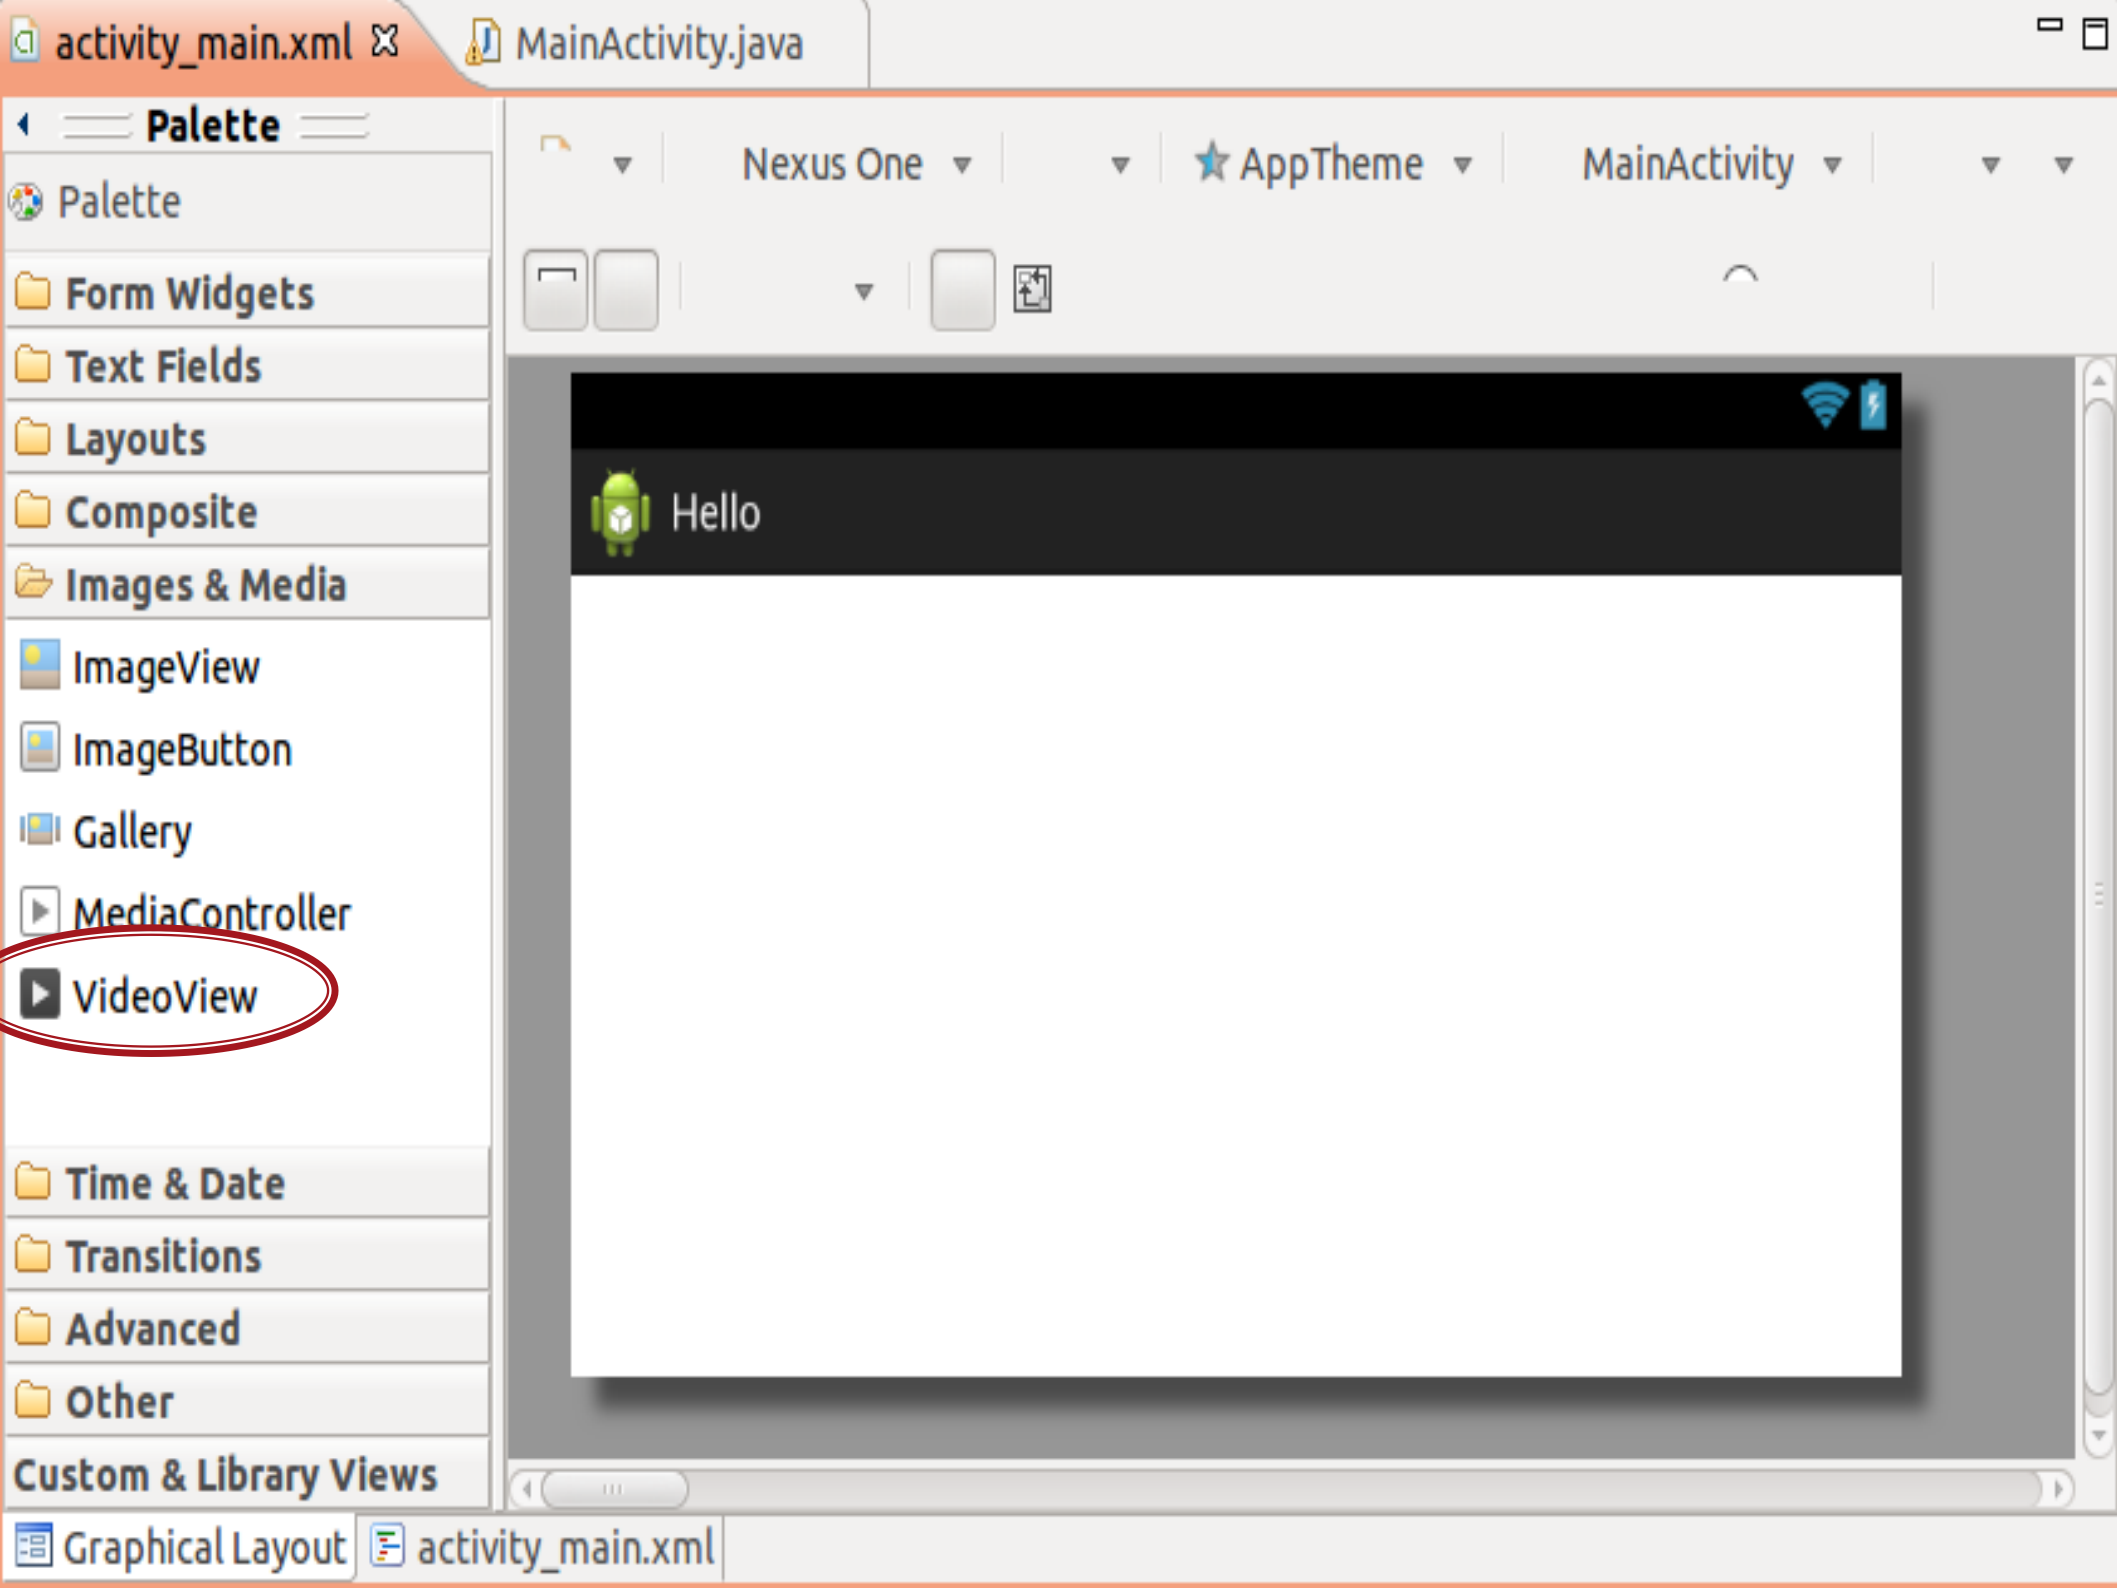 activity_main.xml MainActivity.java
Palette
Palette
Form Widgets
Text Fields
Layouts
Composite
Images & Media
ImageView
ImageButton
Gallery
MediaController
VideoView
Time & Date
Transitions
Advanced
Other
Custom & Library Views
Nexus One AppTheme MainActivity
Hello
Graphical Layout activity_main.xml